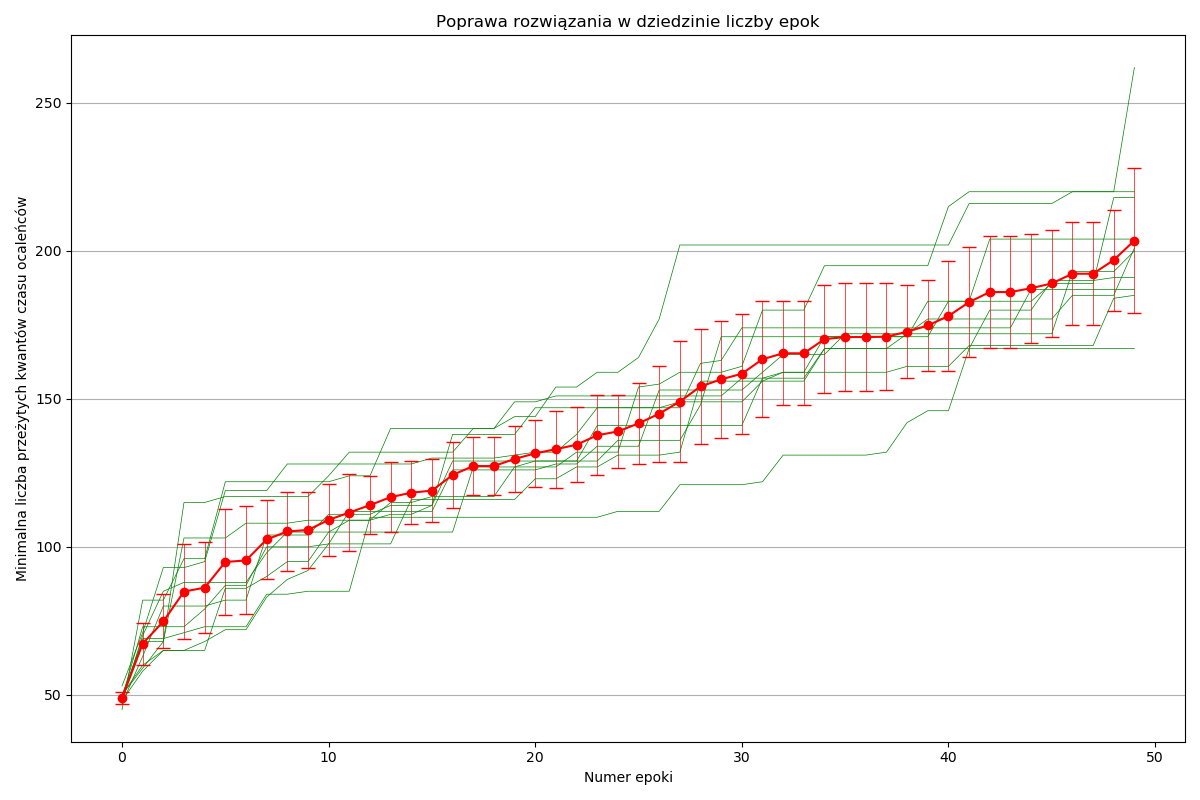 Poprawa rozwiązania w dziedzinie liczby epok
Minimalna liczba przeżytych kwantów czasu ocaleńców
250
200
150
100
50
0 10 20 30 40 50
Numer epoki